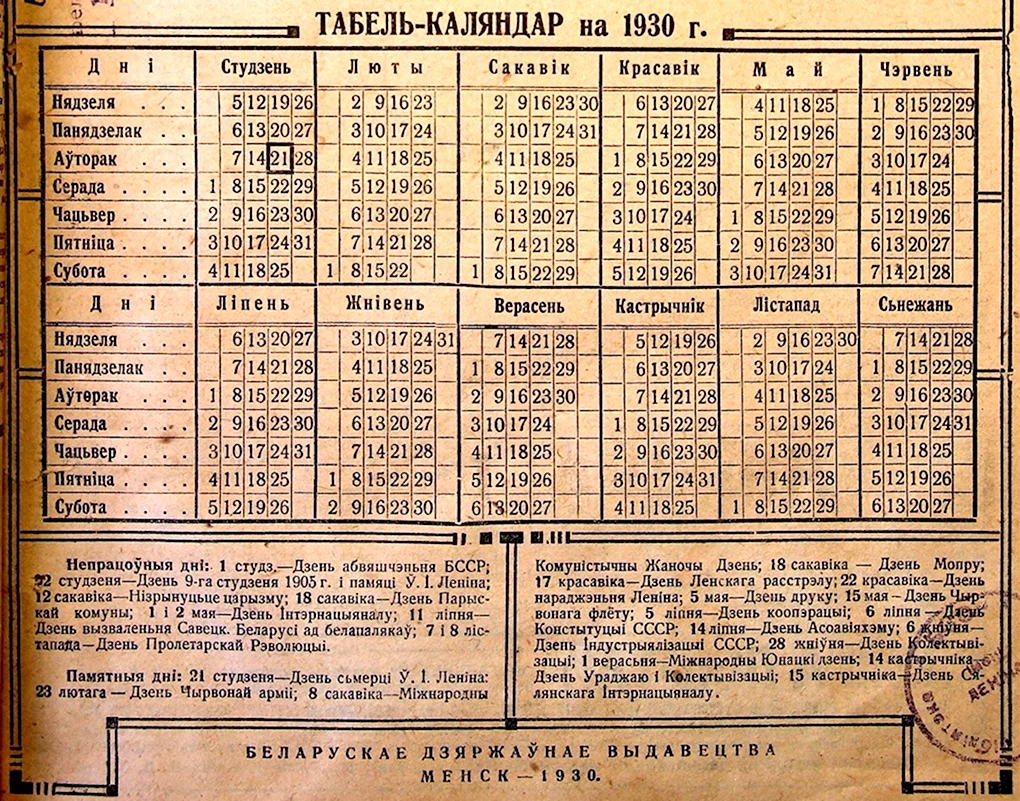 ТАБЕЛЬ-КАЛЯНДАР на 1930 г.
Дні Студзень Люты Сакавік Красавік Май Чэрвень
Нядзеля . . . 5 12 19 26 2 9 16 23 2 9 16 23 30 6 13 20 27 4 11 18 25 1 8 15 22 29
Панядзелак . . 6 13 20 27 3 10 17 24 3 10 17 24 31 7 14 21 28 5 12 19 26 2 9 16 23 30
Аўторак . . . 7 14 21 28 4 11 18 25 4 11 18 25 1 8 15 22 29 6 13 20 27 3 10 17 24
Серада . . . . 1 8 15 22 29 5 12 19 26 5 12 19 26 2 9 16 23 30 7 14 21 28 4 11 18 25
Чацьвер . . . . 2 9 16 23 30 6 13 20 27 6 13 20 27 3 10 17 24 1 8 15 22 29 5 12 19 26
Пятніца . . . . 3 10 17 24 31 7 14 21 28 7 14 21 28 4 11 18 25 2 9 16 23 30 6 13 20 27
Субота . . . . 4 11 18 25 1 8 15 22 1 8 15 22 29 5 12 19 26 3 10 17 24 31 7 14 21 28
Дні Ліпень Жнівень Верасень Кастрычнік Лістапад Сьнежань
Нядзеля . . . 6 13 20 27 3 10 17 24 31 7 14 21 28 5 12 19 26 2 9 16 23 30 7 14 21 28
Панядзелак . . 7 14 21 28 4 11 18 25 1 8 15 22 29 6 13 20 27 3 10 17 24 1 8 15 22 29
Аўторак . . . 1 8 15 22 29 5 12 19 26 2 9 16 23 30 7 14 21 28 4 11 18 25 2 9 16 23 30
Серада . . . . 2 9 16 23 30 6 13 20 27 3 10 17 24 1 8 15 22 29 5 12 19 26 3 10 17 24 31
Чацьвер . . . . 3 10 17 24 31 7 14 21 28 4 11 18 25 2 9 16 23 30 6 13 20 27 4 11 18 25
Пятніца . . . . 4 11 18 25 1 8 15 22 29 5 12 19 26 3 10 17 24 31 7 14 21 28 5 12 19 26
Субота . . . . 5 12 19 26 2 9 16 23 30 6 13 20 27 4 11 18 25 1 8 15 22 29 6 13 20 27
Непрацоўныя дні: 1 студз.—Дзень абвяшчэньня БССР;
22 студзеня—Дзень 9-га студзеня 1905 г. і памяці Ў. І. Леніна;
12 сакавіка—Нізрынуцьце царызму; 18 сакавіка—Дзень Парыс-
кай комуны; 1 і 2 мая—Дзень Інтэрнацыяналу; 11 ліпня—
Дзень вызваленьня Савецк. Беларусі ад белапалякаў; 7 і 8 ліс-
тапада—Дзень Пролетарскай Рэволюцыі.
Памятныя дні: 21 студзеня—Дзень сьмерці Ў. І. Леніна:
23 лютага—Дзень Чырвонай арміі; 8 сакавіка—Міжнародны
Комуністычны Жаночы Дзень; 18 сакавіка — Дзень Мопру;
17 красавіка—Дзень Ленскага расстрэлу; 22 красавіка—Дзень
нараджэньня Леніна; 5 мая—Дзень друку; 15 мая—Дзень Чыр-
вонага флёту; 5 ліпня—Дзень коопэрацыі; 6 ліпня—Дзень
Констытуцыі СССР; 14 ліпня—Дзень Асоавіяхэму; 6 жніўня—
Дзень Індустрыялізацыі СССР; 28 жніўня—Дзень Колектыві-
зацыі; 1 верасьня—Міжнародны Юнацкі дзень; 14 кастрычніка—
Дзень Ураджаю і Колектывізацыі; 15 кастрычніка—Дзень Ся-
лянскага Інтэрнацыяналу.
БЕЛАРУСКАЕ ДЗЯРЖАЎНАЕ ВЫДАВЕЦТВА
МЕНСК—1930.